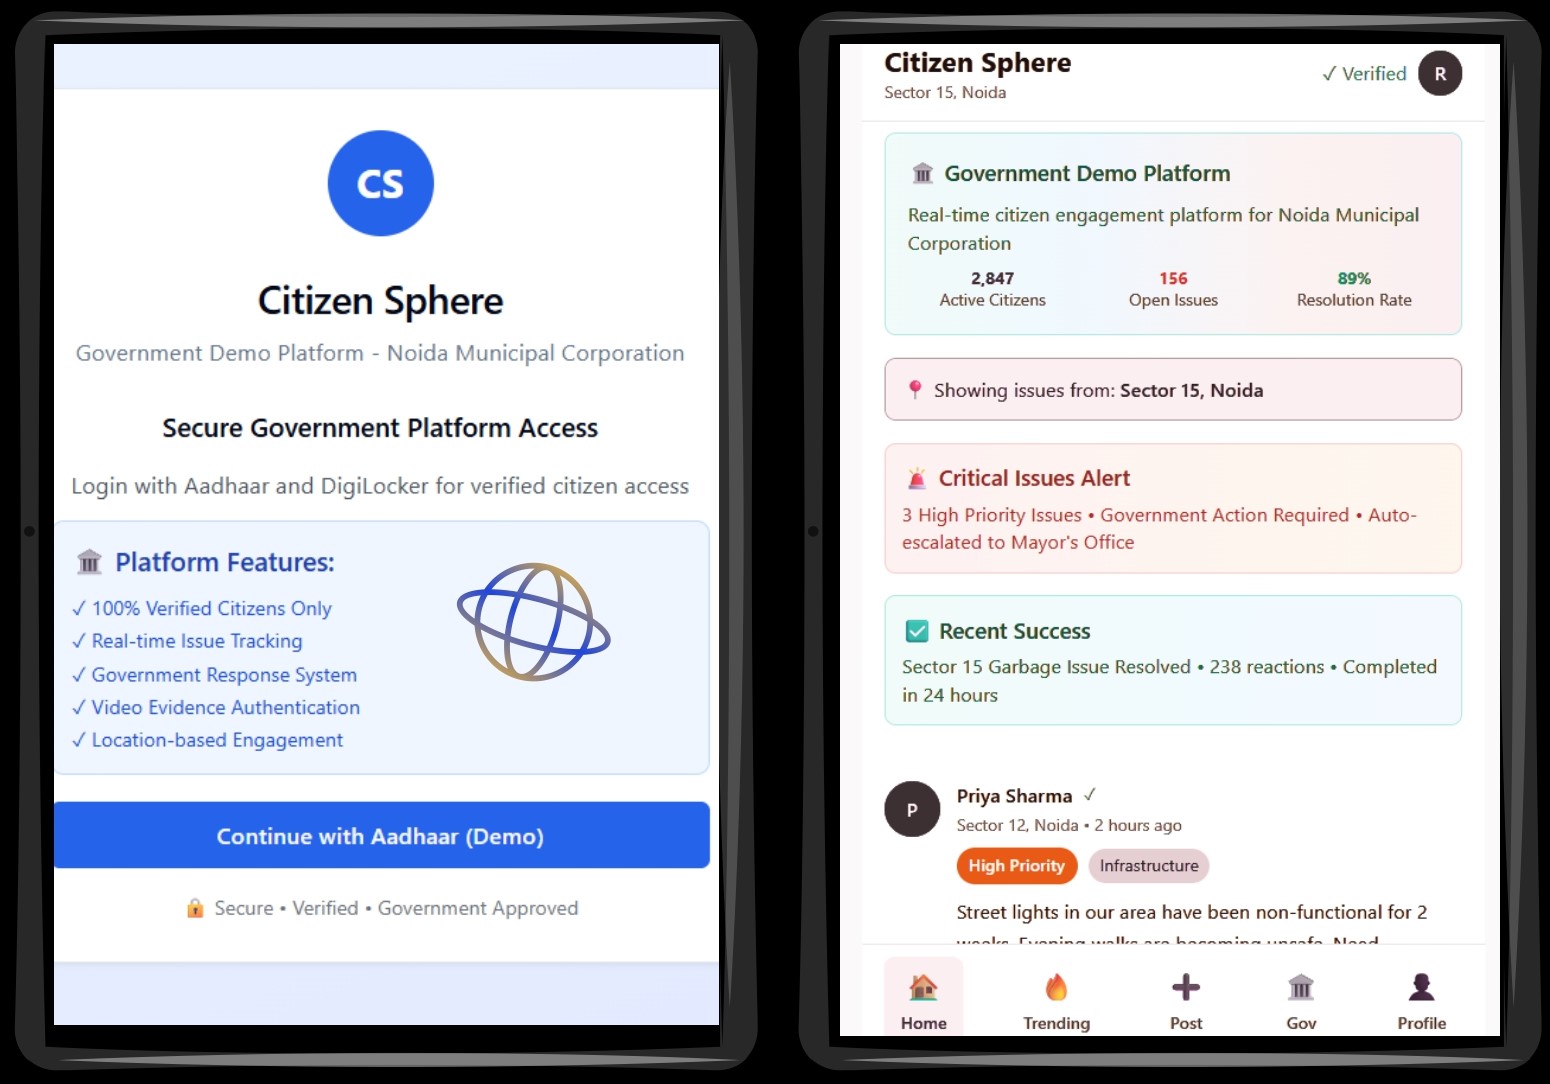 CS
Citizen Sphere
Government Demo Platform - Noida Municipal Corporation
Secure Government Platform Access
Login with Aadhaar and DigiLocker for verified citizen access
Platform Features:
✓ 100% Verified Citizens Only
✓ Real-time Issue Tracking
✓ Government Response System
✓ Video Evidence Authentication
✓ Location-based Engagement
Continue with Aadhaar (Demo)
Secure • Verified • Government Approved
Citizen Sphere
Sector 15, Noida
✓ Verified
R
Government Demo Platform
Real-time citizen engagement platform for Noida Municipal
Corporation
2,847
Active Citizens
156
Open Issues
89%
Resolution Rate
Showing issues from: Sector 15, Noida
Critical Issues Alert
3 High Priority Issues • Government Action Required • Auto-
escalated to Mayor's Office
Recent Success
Sector 15 Garbage Issue Resolved • 238 reactions • Completed
in 24 hours
P
Priya Sharma ✓
Sector 12, Noida • 2 hours ago
High Priority
Infrastructure
Street lights in our area have been non-functional for 2
weeks. Evening walks are becoming unsafe. Need
Home
Trending
Post
Gov
Profile